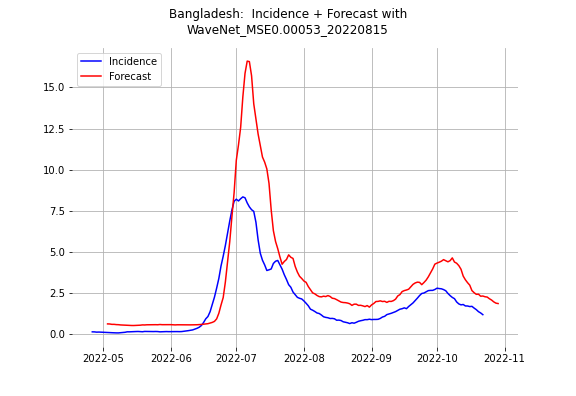 Bangladesh:  Incidence + Forecast with
WaveNet_MSE0.00053_20220815
Incidence
Forecast
15.0
12.5
10.0
7.5
5.0
2.5
0.0
2022-05 2022-06 2022-07 2022-08 2022-09 2022-10 2022-11